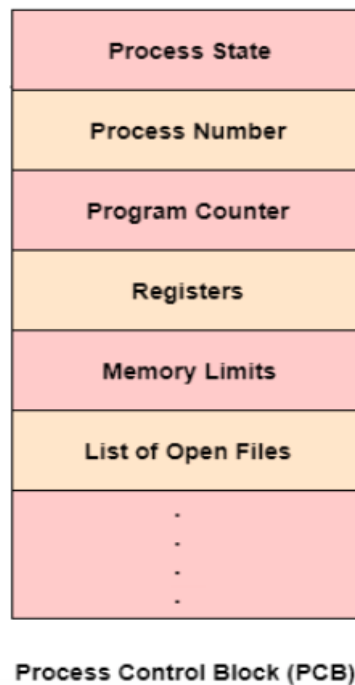 Process State
Process Number
Program Counter
Registers
Memory Limits
List of Open Files
.
.
.
.
Process Control Block (PCB)